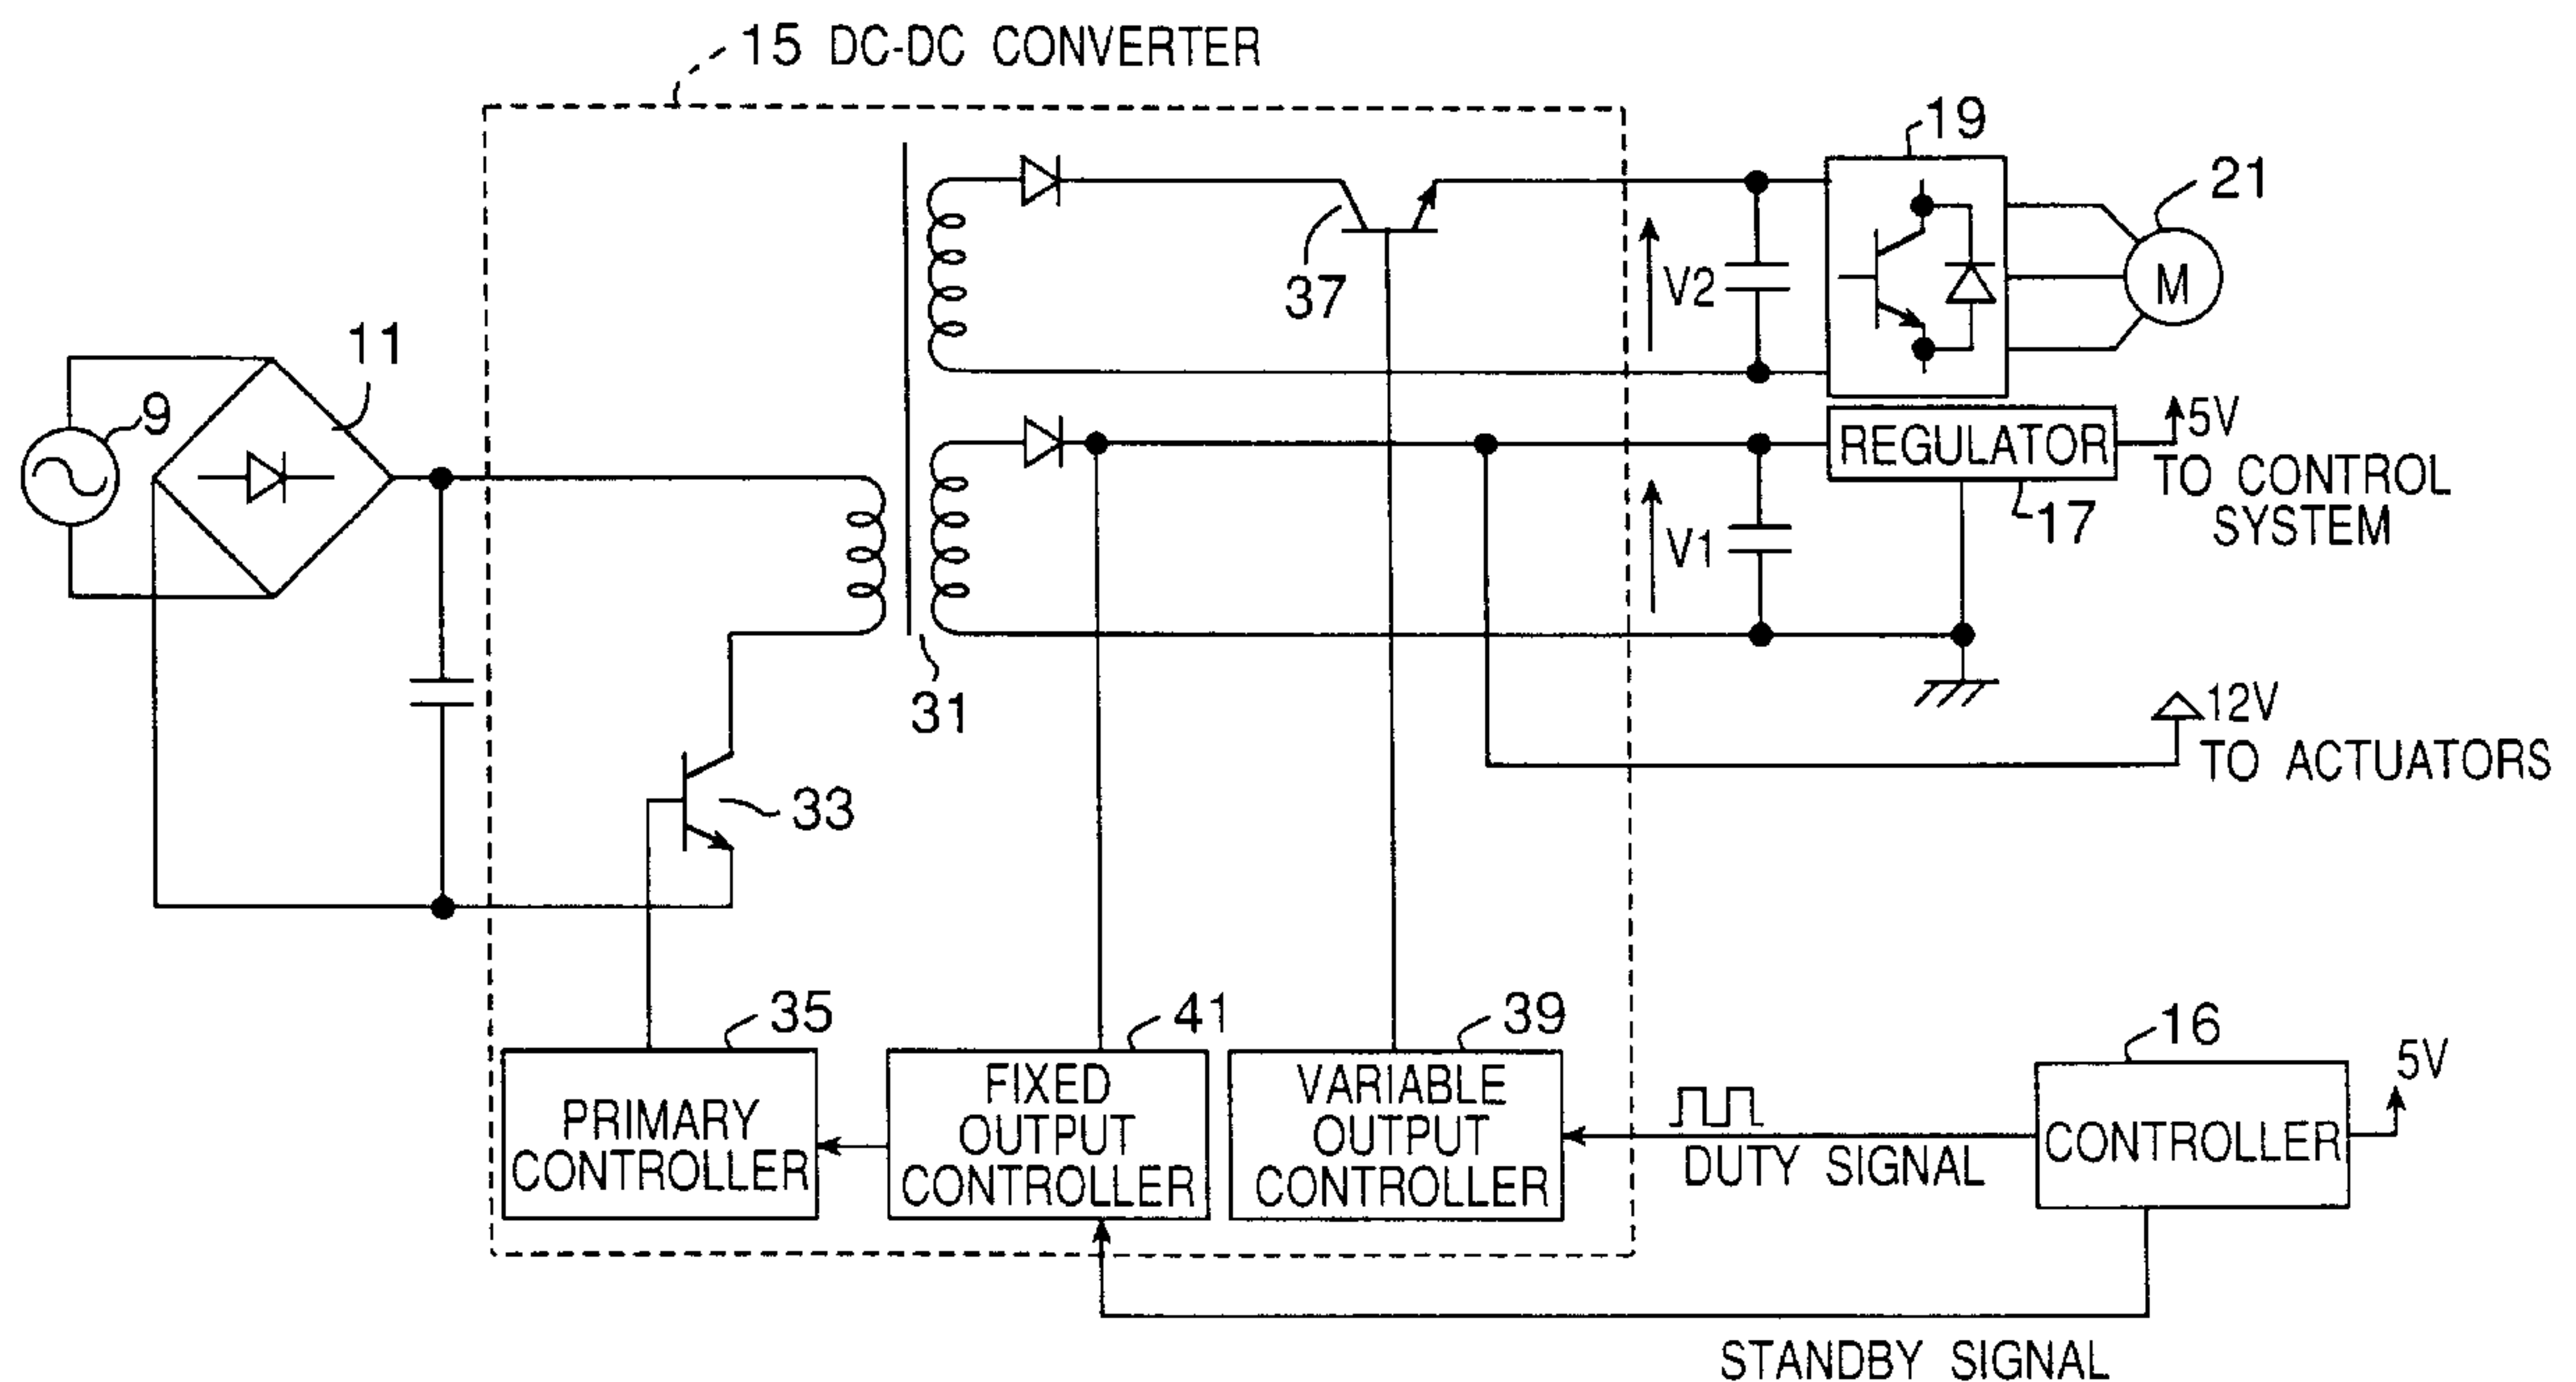 15 DC-DC CONVERTER
19
21
M
37
V2
11
9
REGULATOR
5V
TO CONTROL
SYSTEM
17
V1
31
12V
TO ACTUATORS
33
35
41
39
16
5V
PRIMARY
CONTROLLER
FIXED
OUTPUT
CONTROLLER
VARIABLE
OUTPUT
CONTROLLER
DUTY SIGNAL
CONTROLLER
STANDBY SIGNAL